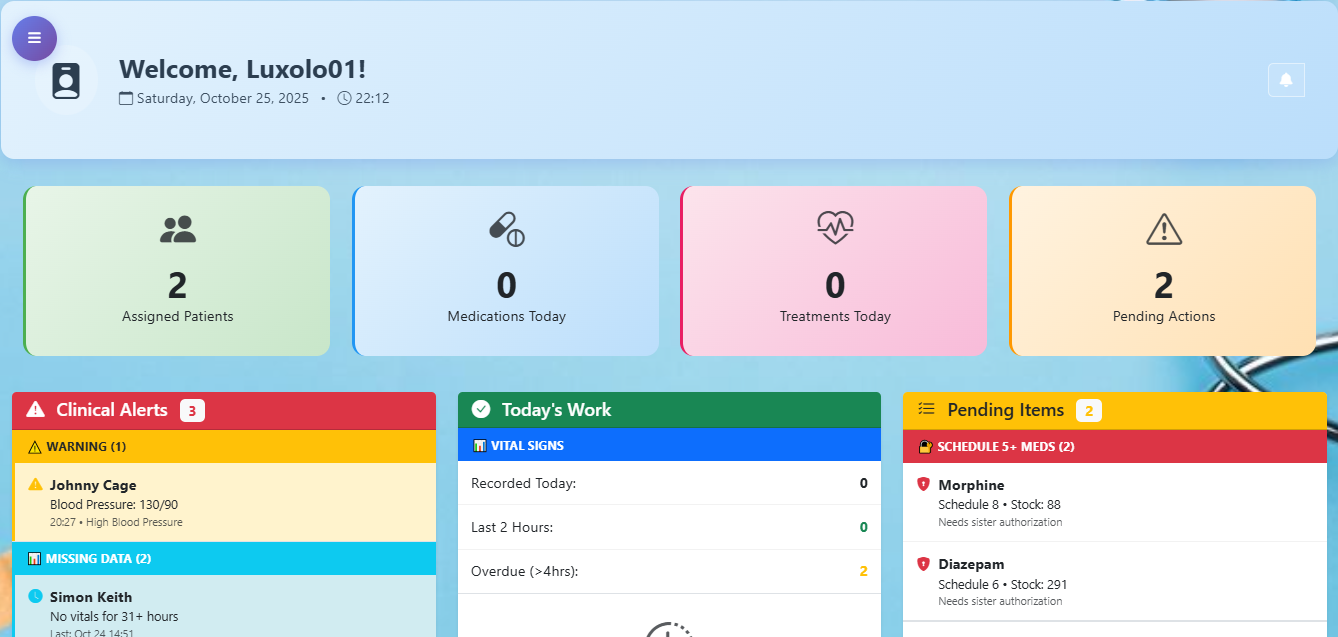 Welcome, Luxolo01!
Saturday, October 25, 2025 • 22:12
2
Assigned Patients
0
Medications Today
0
Treatments Today
2
Pending Actions
Clinical Alerts 3
WARNING (1)
Johnny Cage
Blood Pressure: 130/90
20:27 • High Blood Pressure
MISSING DATA (2)
Simon Keith
No vitals for 31+ hours
Last: Oct 24 14:51
Today's Work
VITAL SIGNS
Recorded Today: 0
Last 2 Hours: 0
Overdue (>4hrs): 2
Pending Items 2
SCHEDULE 5+ MEDS (2)
Morphine
Schedule 8 • Stock: 88
Needs sister authorization
Diazepam
Schedule 6 • Stock: 291
Needs sister authorization